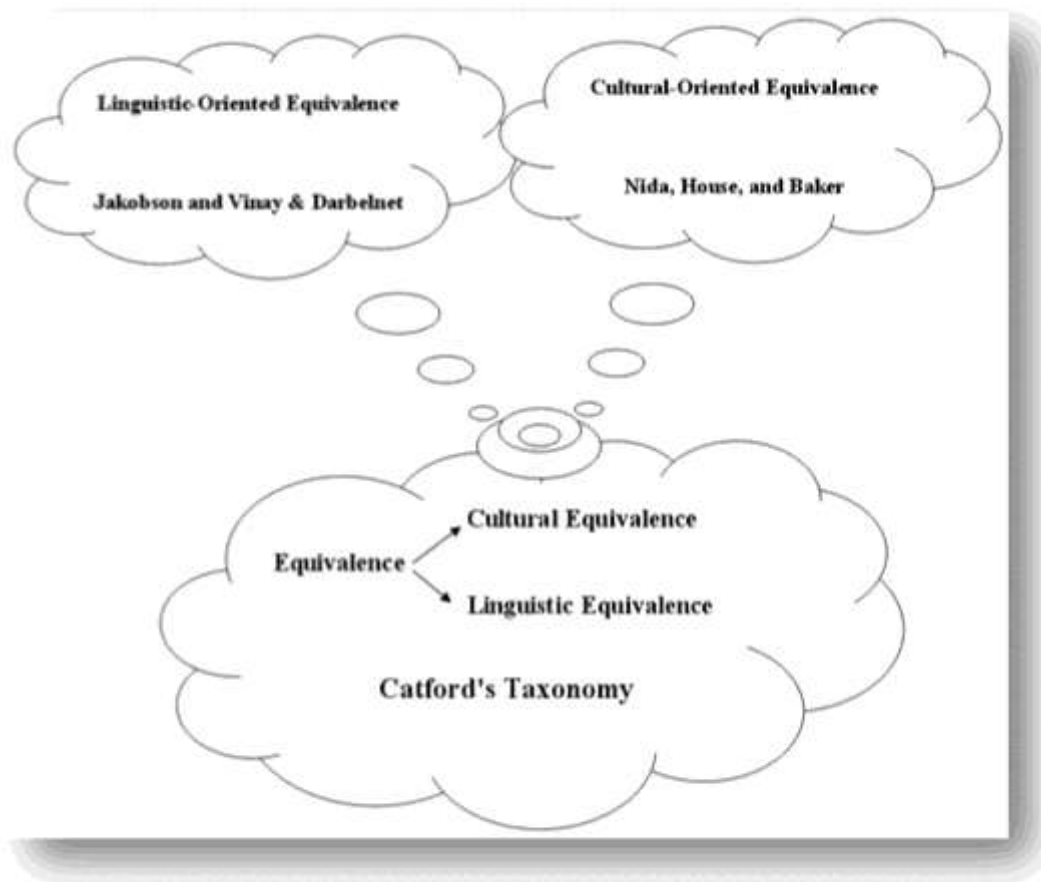 Linguistic-Oriented Equivalence
Jakobson and Vinay & Darbelnet
Cultural-Oriented Equivalence
Nida, House, and Baker
Cultural Equivalence
Equivalence
Linguistic Equivalence
Catford's Taxonomy